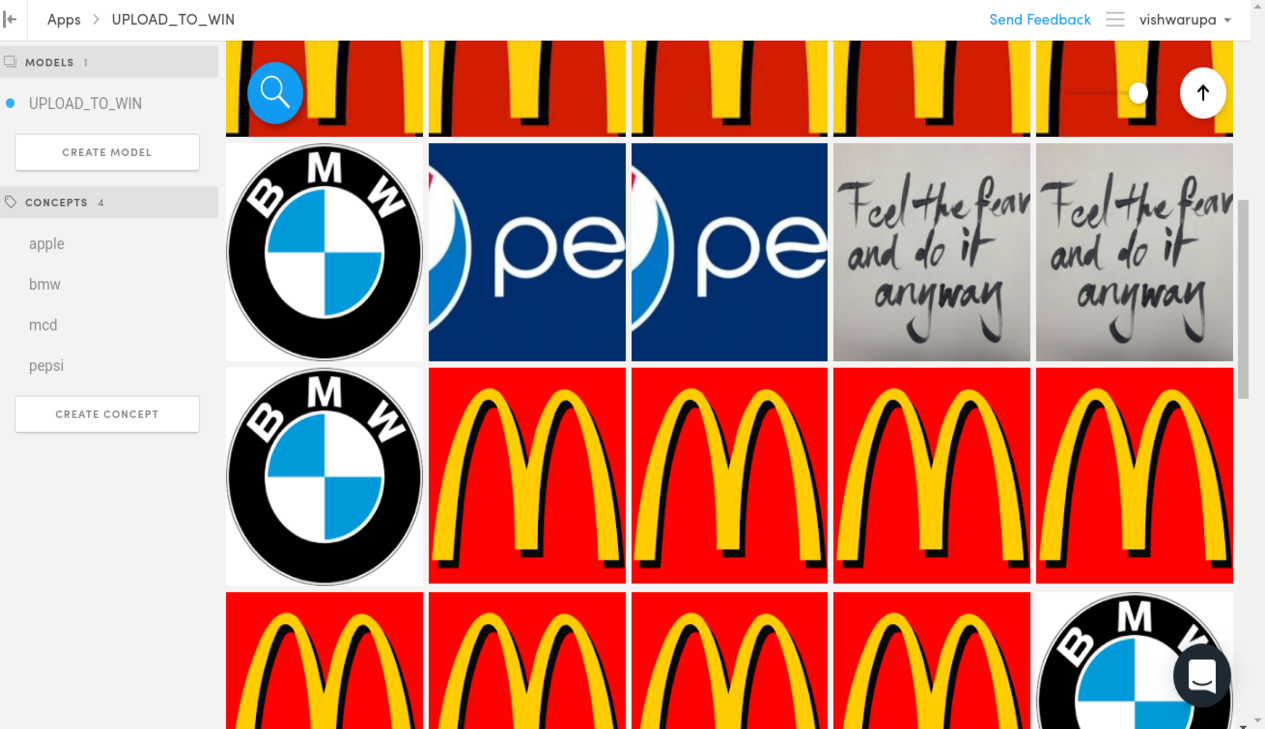 Apps > UPLOAD_TO_WIN
Send Feedback
vishwarupa
MODELS 1
UPLOAD_TO_WIN
CREATE MODEL
CONCEPTS 4
apple
bmw
mcd
pepsi
CREATE CONCEPT
BMW
pe
pe
Feel the fear
and do it
anyway
Feel the fear
and do it
anyway
BMW
BMW